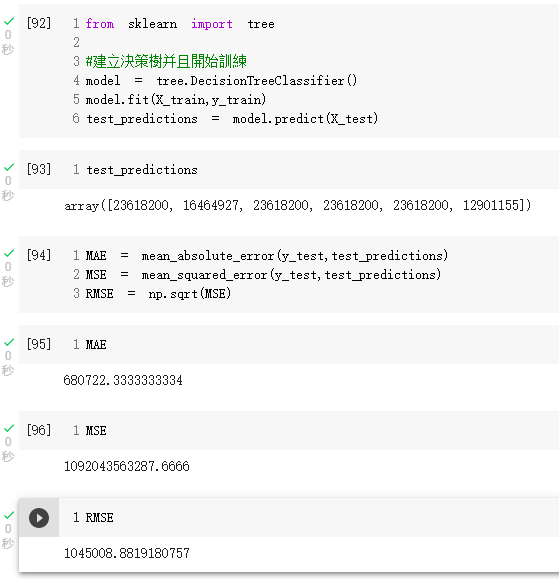 [92] 1 from sklearn import tree
0 2
秒 3 #建立決策樹并且開始訓練
4 model = tree.DecisionTreeClassifier()
5 model.fit(X_train,y_train)
6 test_predictions = model.predict(X_test)
[93] 1 test_predictions
0
秒
array([23618200, 16464927, 23618200, 23618200, 23618200, 12901155])
[94] 1 MAE = mean_absolute_error(y_test,test_predictions)
0 2 MSE = mean_squared_error(y_test,test_predictions)
秒 3 RMSE = np.sqrt(MSE)
[95] 1 MAE
0
秒 680722.3333333334
[96] 1 MSE
0
秒 1092043563287.6666
1 RMSE
0
秒 1045008.8819180757